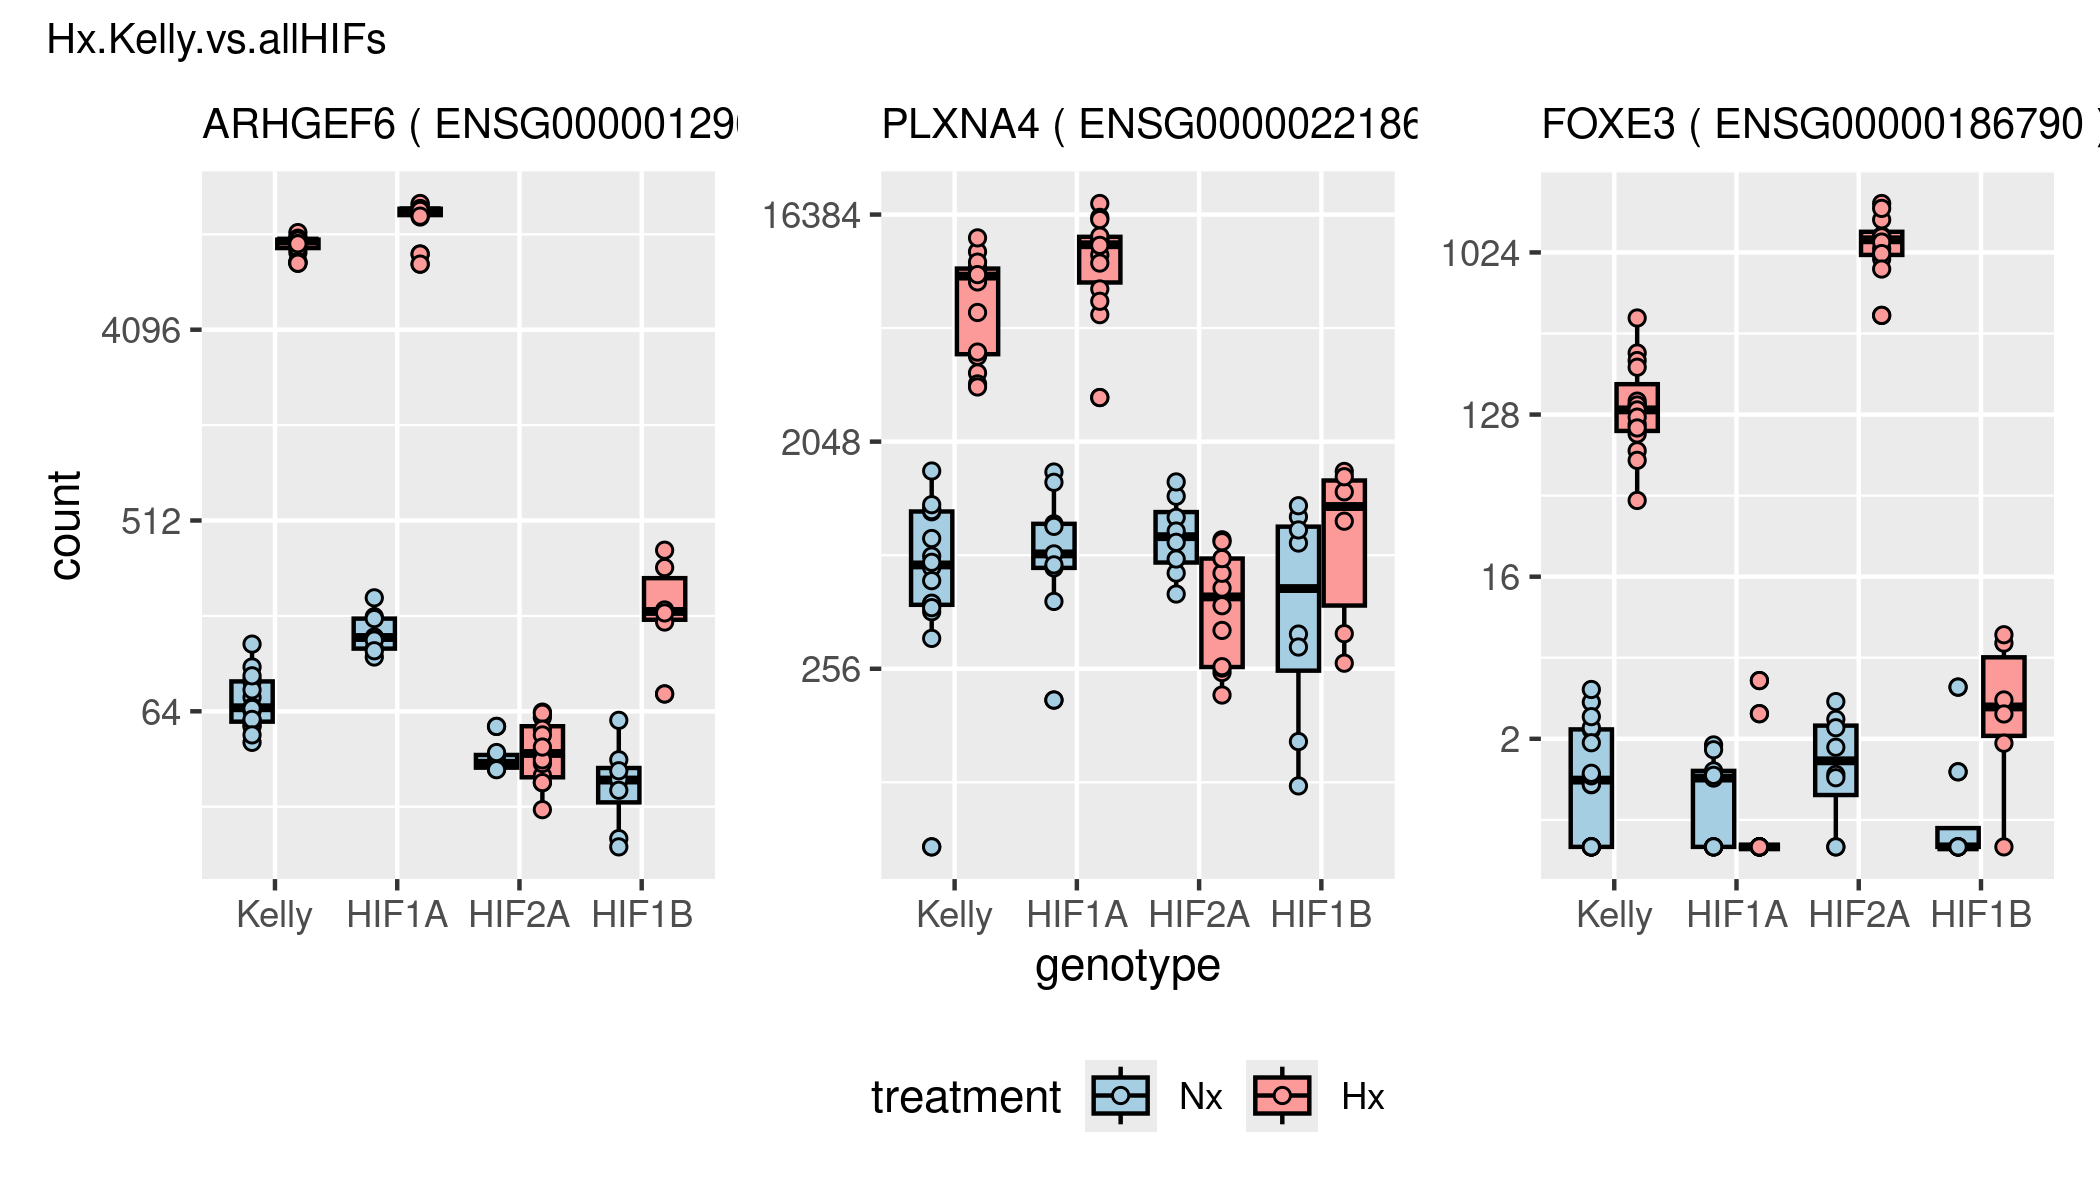 Hx.Kelly.vs.allHIFs
ARHGEF6 ( ENSG00000129
PLXNA4 ( ENSG0000022186
FOXE3 ( ENSG00000186790 )
count
4096
512
64
16384
2048
256
1024
128
16
2
Kelly HIF1A HIF2A HIF1B
Kelly HIF1A HIF2A HIF1B
Kelly HIF1A HIF2A HIF1B
genotype
treatment Nx Hx